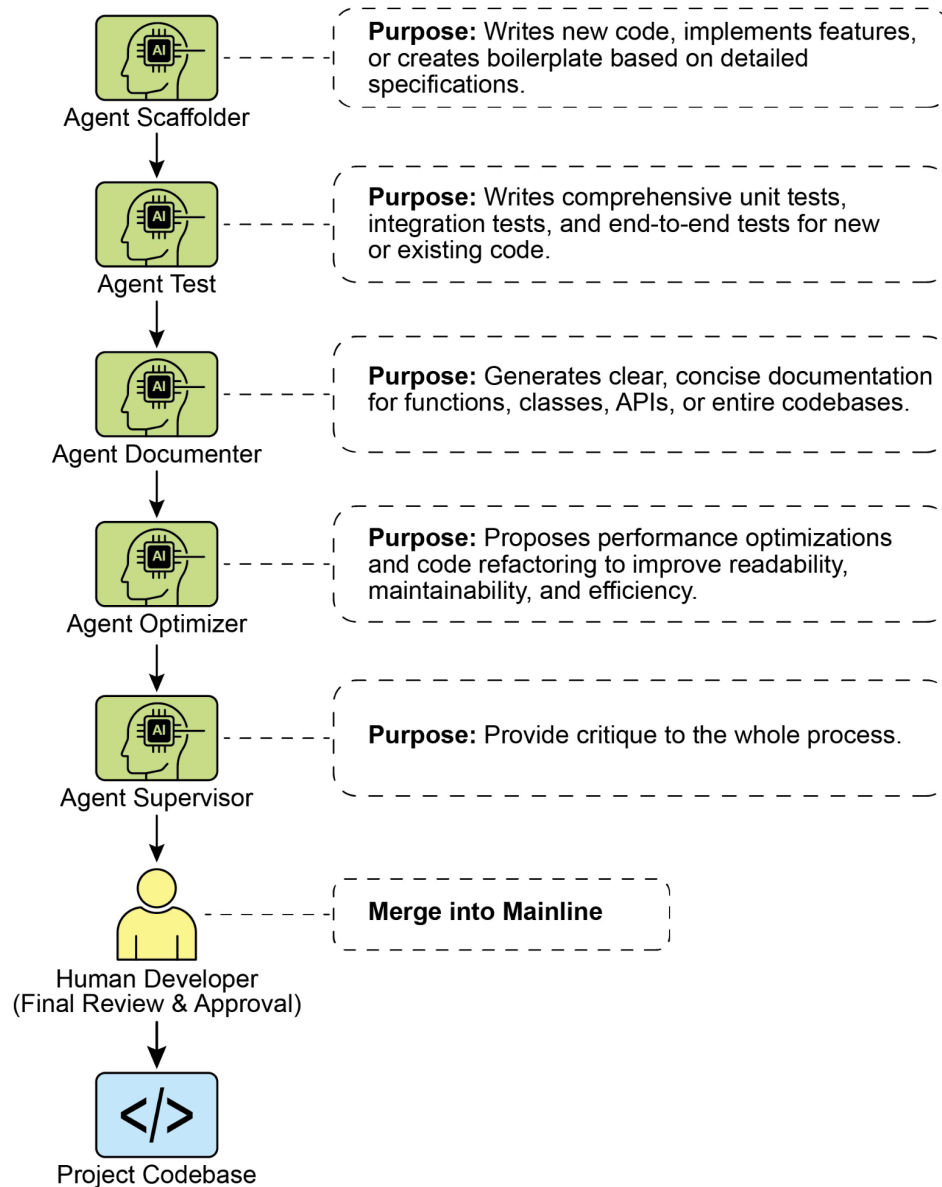 AI
Purpose: Writes new code, implements features,
or creates boilerplate based on detailed
specifications.
Agent Scaffolder
AI
Purpose: Writes comprehensive unit tests,
integration tests, and end-to-end tests for new
or existing code.
Agent Test
AI
Purpose: Generates clear, concise documentation
for functions, classes, APIs, or entire codebases.
Agent Documenter
AI
Purpose: Proposes performance optimizations
and code refactoring to improve readability,
maintainability, and efficiency.
Agent Optimizer
AI
Purpose: Provide critique to the whole process.
Agent Supervisor
Merge into Mainline
Human Developer
(Final Review & Approval)
</>
Project Codebase